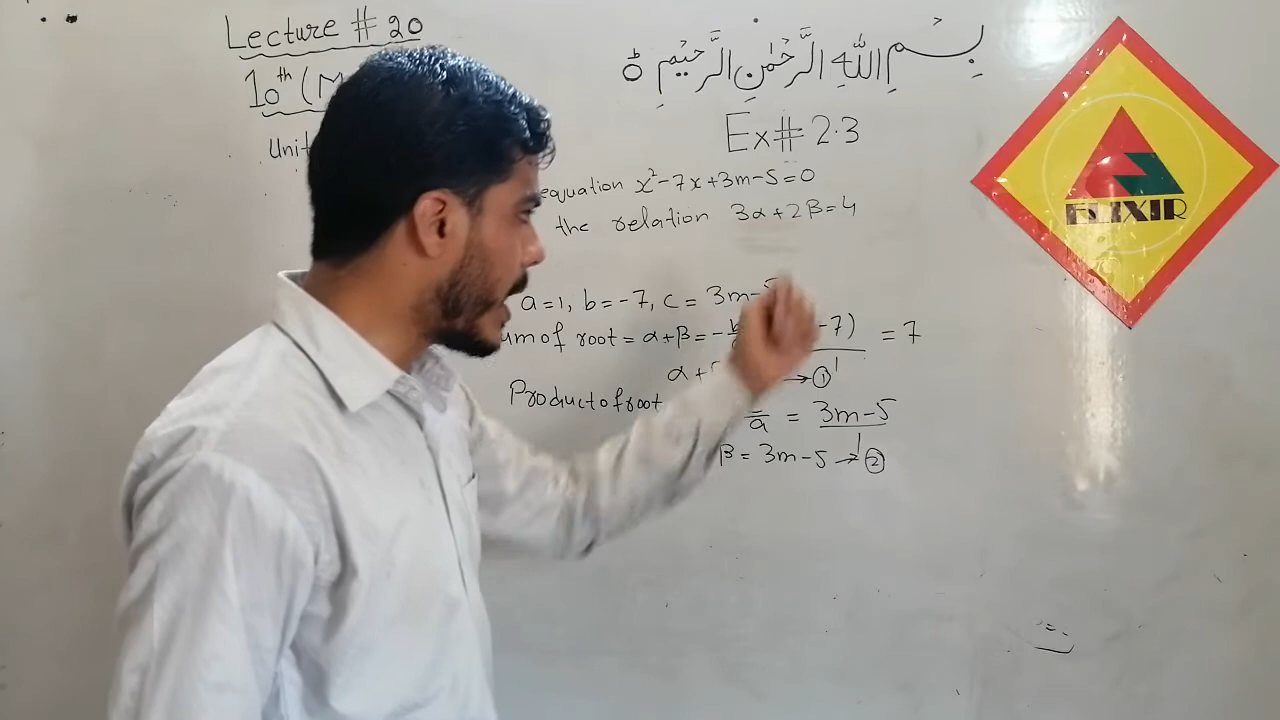 Lecture # 20
10th (M
Unit
بِسْمِ اللهِ الرَّحْمٰنِ الرَّحِيْمِ ہ
Ex# 2.3
equation x²-7x+3m-5=0
the relation 3α+2β=4
a=1, b=-7, c = 3m-5
um of root = α+β = - -7) = 7
α+ → ①
Product of root
a = 3m-5
1
β = 3m-5 → ②
ELIXIR